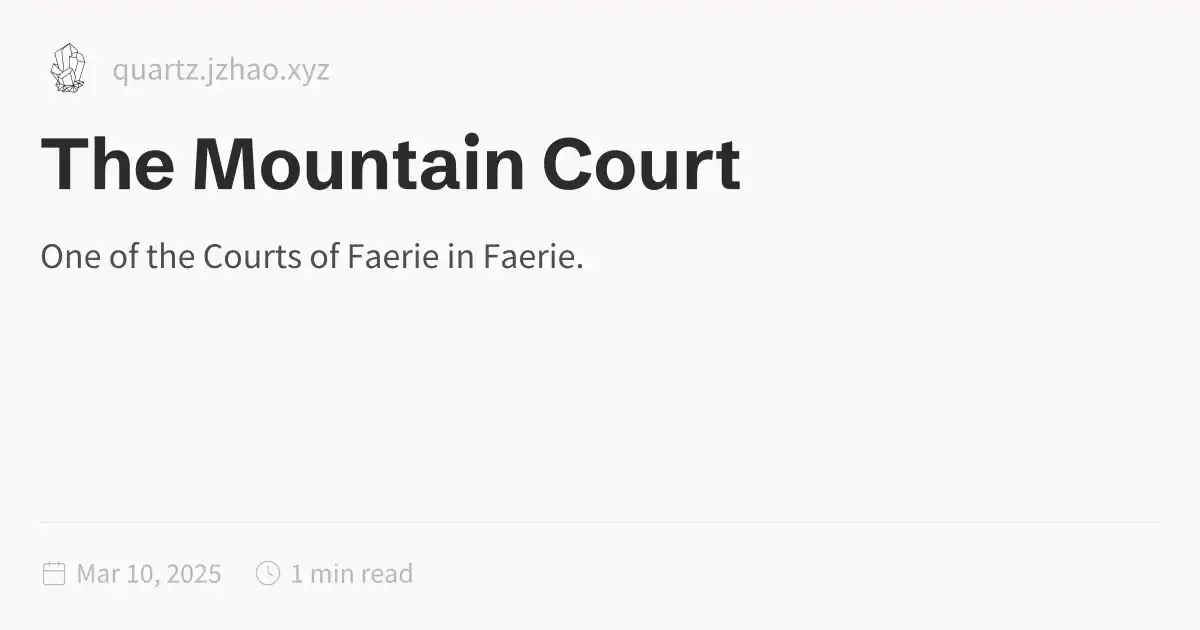 quartz.jzhao.xyz
The Mountain Court
One of the Courts of Faerie in Faerie.
Mar 10, 2025 1 min read